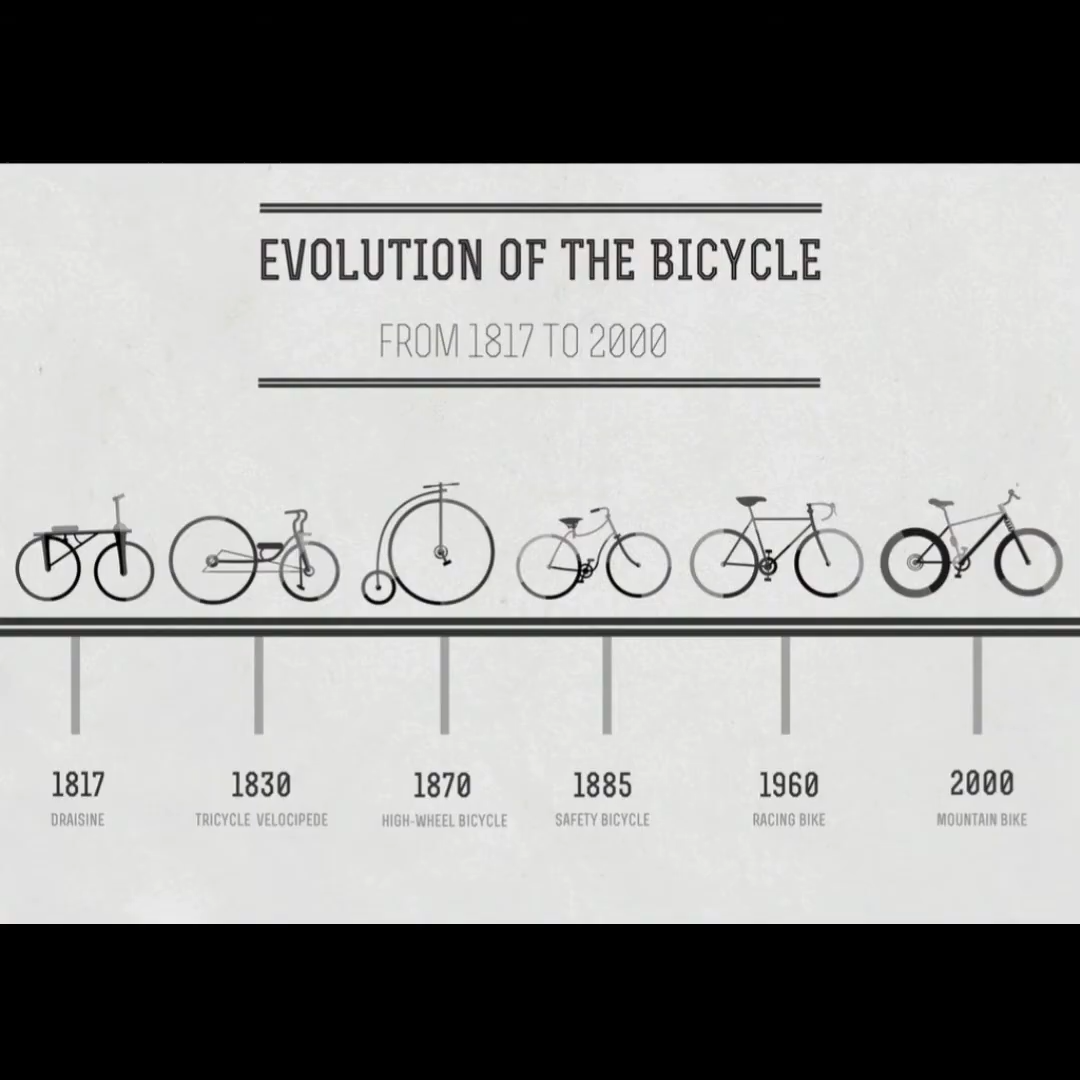 EVOLUTION OF THE BICYCLE
FROM 1817 TO 2000
1817
DRAISINE
1830
TRICYCLE VELOCIPEDE
1870
HIGH-WHEEL BICYCLE
1885
SAFETY BICYCLE
1960
RACING BIKE
2000
MOUNTAIN BIKE